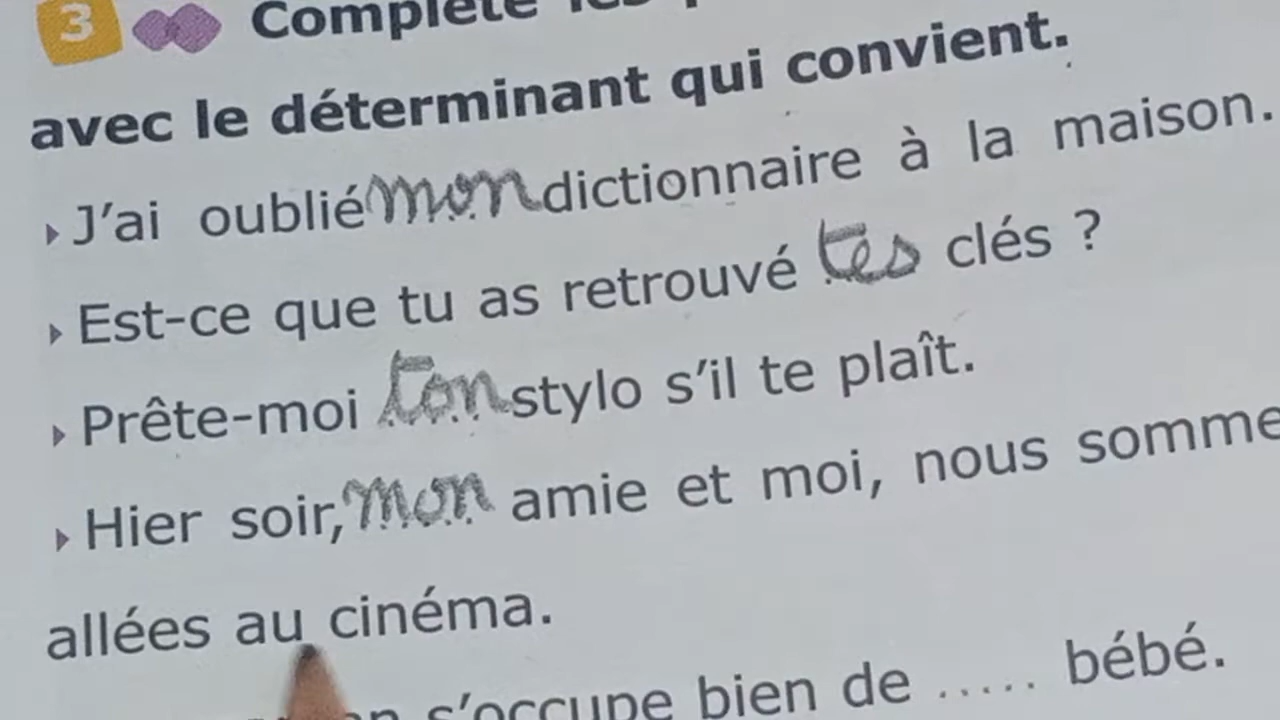 3 Complète
avec le déterminant qui convient.
J'ai oublié mon dictionnaire à la maison.
Est-ce que tu as retrouvé tes clés ?
Prête-moi ton stylo s'il te plaît.
Hier soir, mon amie et moi, nous somme
allées au cinéma.
s'occupe bien de ..... bébé.